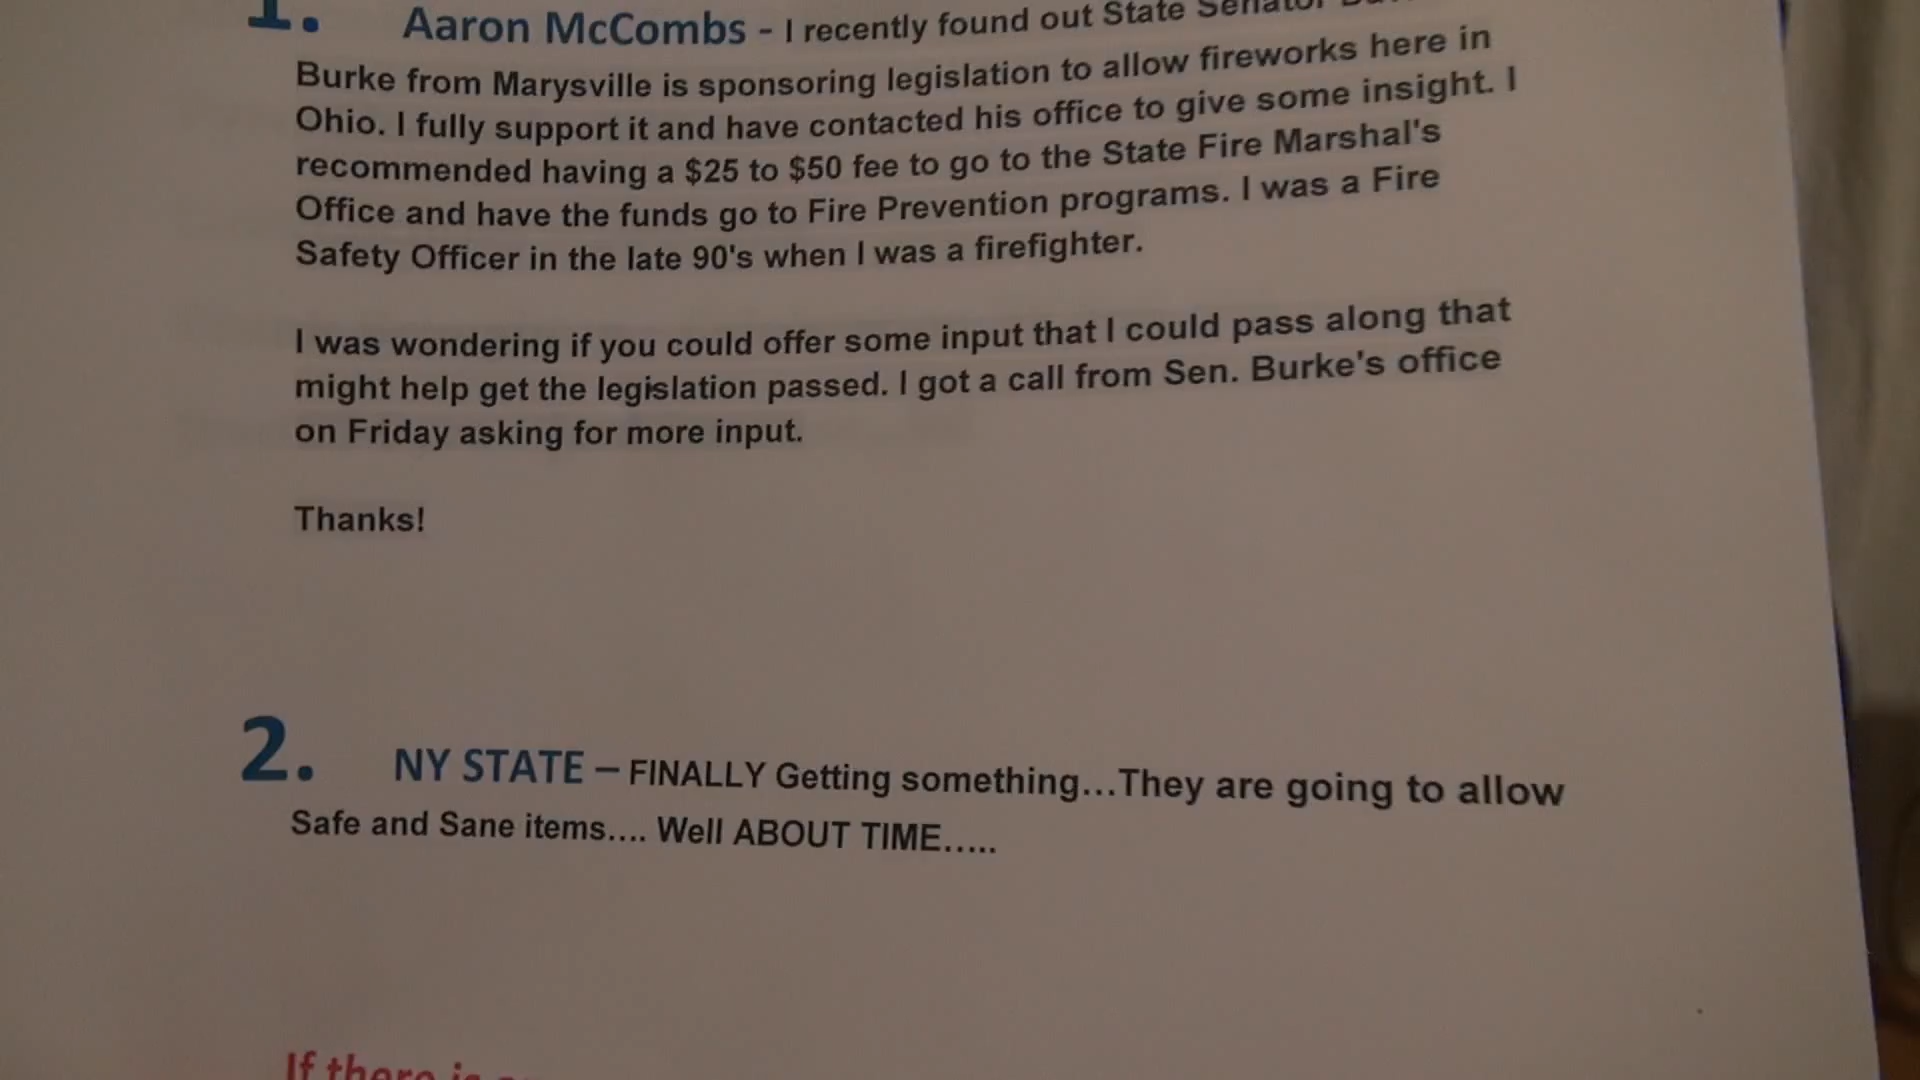 1. Aaron McCombs - I recently found out State Senator
Burke from Marysville is sponsoring legislation to allow fireworks here in
Ohio. I fully support it and have contacted his office to give some insight. I
recommended having a $25 to $50 fee to go to the State Fire Marshal's
Office and have the funds go to Fire Prevention programs. I was a Fire
Safety Officer in the late 90's when I was a firefighter.
I was wondering if you could offer some input that I could pass along that
might help get the legislation passed. I got a call from Sen. Burke's office
on Friday asking for more input.
Thanks!
2. NY STATE – FINALLY Getting something...They are going to allow
Safe and Sane items.... Well ABOUT TIME.....
If there is